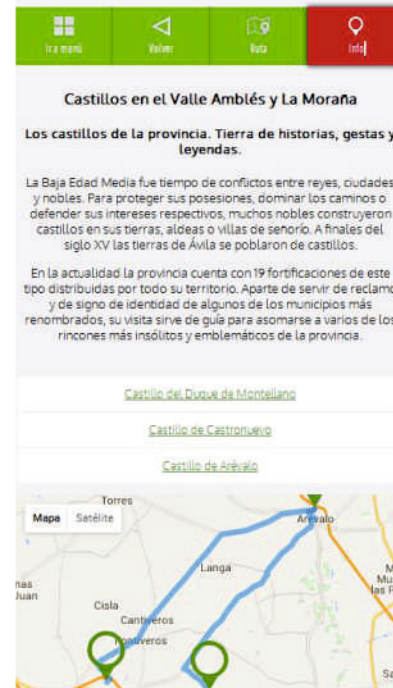 Ir a menú
Volver
Ruta
Info
Castillos en el Valle Amblés y La Moraña
Los castillos de la provincia. Tierra de historias, gestas y
leyendas.
La Baja Edad Media fue tiempo de conflictos entre reyes, ciudades
y nobles. Para proteger sus posesiones, dominar los caminos o
defender sus intereses respectivos, muchos nobles construyeron
castillos en sus tierras, aldeas o villas de señorío. A finales del
siglo XV las tierras de Ávila se poblaron de castillos.
En la actualidad la provincia cuenta con 19 fortificaciones de este
tipo distribuidas por todo su territorio. Aparte de servir de reclamo
y de signo de identidad de algunos de los municipios más
renombrados, su visita sirve de guía para asomarse a varios de los
rincones más insólitos y emblemáticos de la provincia.
Castillo del Duque de Montellano
Castillo de Castronuevo
Castillo de Arévalo
Torres
Mapa Satélite
Arévalo
Langa
Juan
Cisla
Cantiveros
Fontiveros